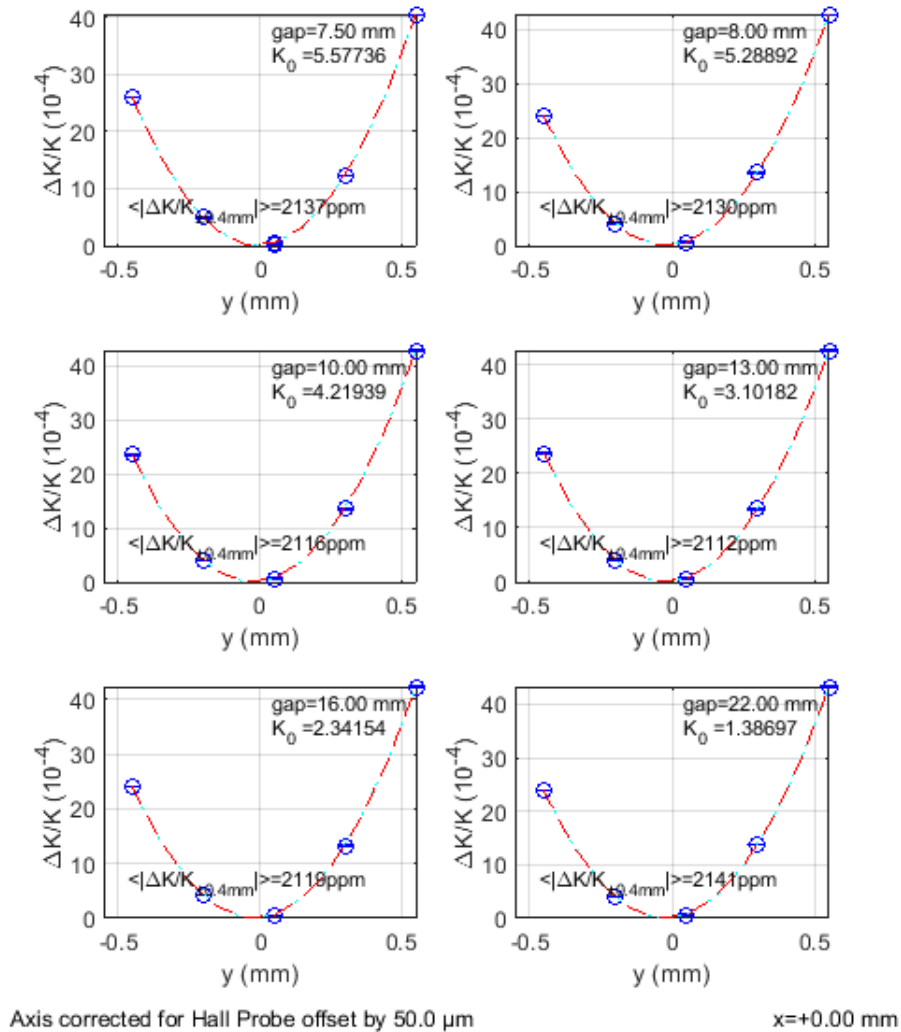 gap=7.50 mm
K0 =5.57736
<|ΔK/K±0.4mm|>=2137ppm
ΔK/K (10-4)
40
30
20
10
0
-0.5 0 0.5
y (mm)
gap=8.00 mm
K0 =5.28892
<|ΔK/K±0.4mm|>=2130ppm
ΔK/K (10-4)
40
30
20
10
0
-0.5 0 0.5
y (mm)
gap=10.00 mm
K0 =4.21939
<|ΔK/K±0.4mm|>=2116ppm
ΔK/K (10-4)
40
30
20
10
0
-0.5 0 0.5
y (mm)
gap=13.00 mm
K0 =3.10182
<|ΔK/K±0.4mm|>=2112ppm
ΔK/K (10-4)
40
30
20
10
0
-0.5 0 0.5
y (mm)
gap=16.00 mm
K0 =2.34154
<|ΔK/K±0.4mm|>=2119ppm
ΔK/K (10-4)
40
30
20
10
0
-0.5 0 0.5
y (mm)
gap=22.00 mm
K0 =1.38697
<|ΔK/K±0.4mm|>=2141ppm
ΔK/K (10-4)
40
30
20
10
0
-0.5 0 0.5
y (mm)
Axis corrected for Hall Probe offset by 50.0 μm
x=+0.00 mm